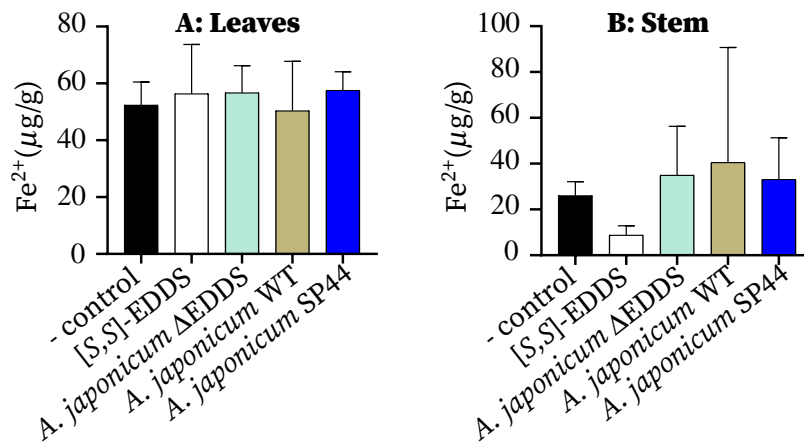 A: Leaves
Fe²⁺(µg/g)
80
60
40
20
0
- control
[S,S]-EDDS
A. japonicum ΔEDDS
A. japonicum WT
A. japonicum SP44
B: Stem
Fe²⁺(µg/g)
100
80
60
40
20
0
- control
[S,S]-EDDS
A. japonicum ΔEDDS
A. japonicum WT
A. japonicum SP44